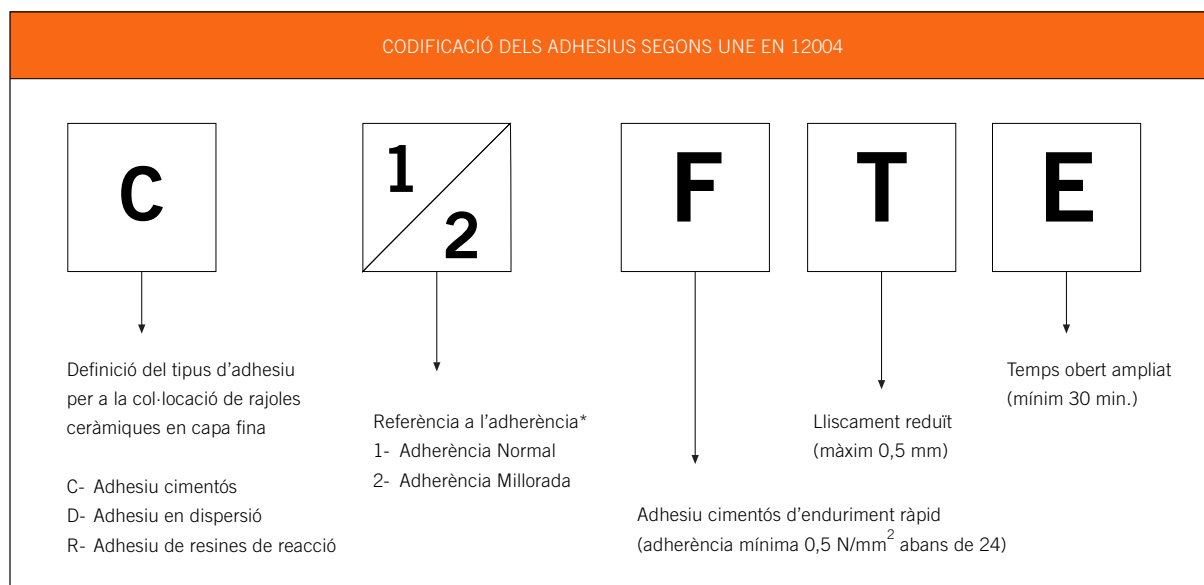 CODIFICACIÓ DELS ADHESIUS SEGONS UNE EN 12004
C
1
2
F
T
E
Definició del tipus d’adhesiu
per a la col·locació de rajoles
ceràmiques en capa fina
C- Adhesiu cimentós
D- Adhesiu en dispersió
R- Adhesiu de resines de reacció
Referència a l’adherència*
1- Adherència Normal
2- Adherència Millorada
Adhesiu cimentós d’enduriment ràpid
(adherència mínima 0,5 N/mm² abans de 24)
Lliscament reduït
(màxim 0,5 mm)
Temps obert ampliat
(mínim 30 min.)